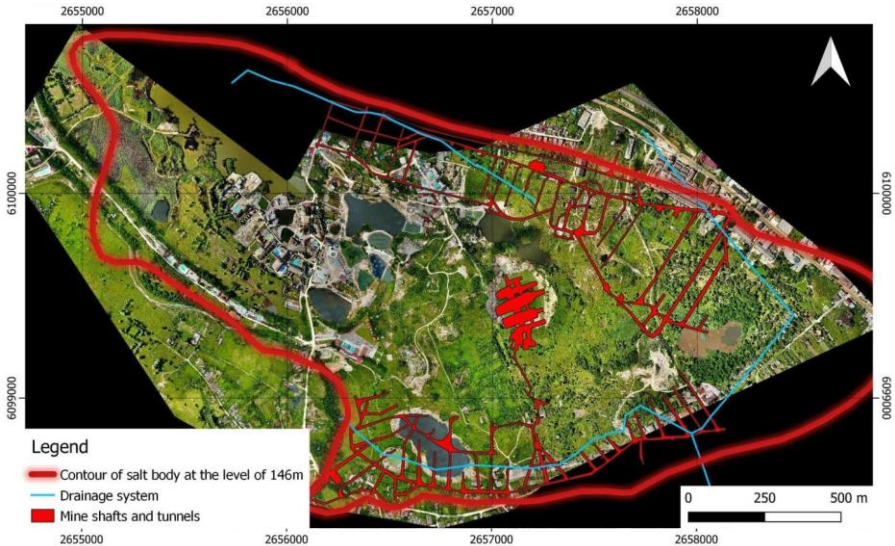 2655000 2656000 2657000 2658000
6100000 6100000
6099000 6099000
Legend
Contour of salt body at the level of 146m
Drainage system
Mine shafts and tunnels
0 250 500 m
2655000 2656000 2657000 2658000